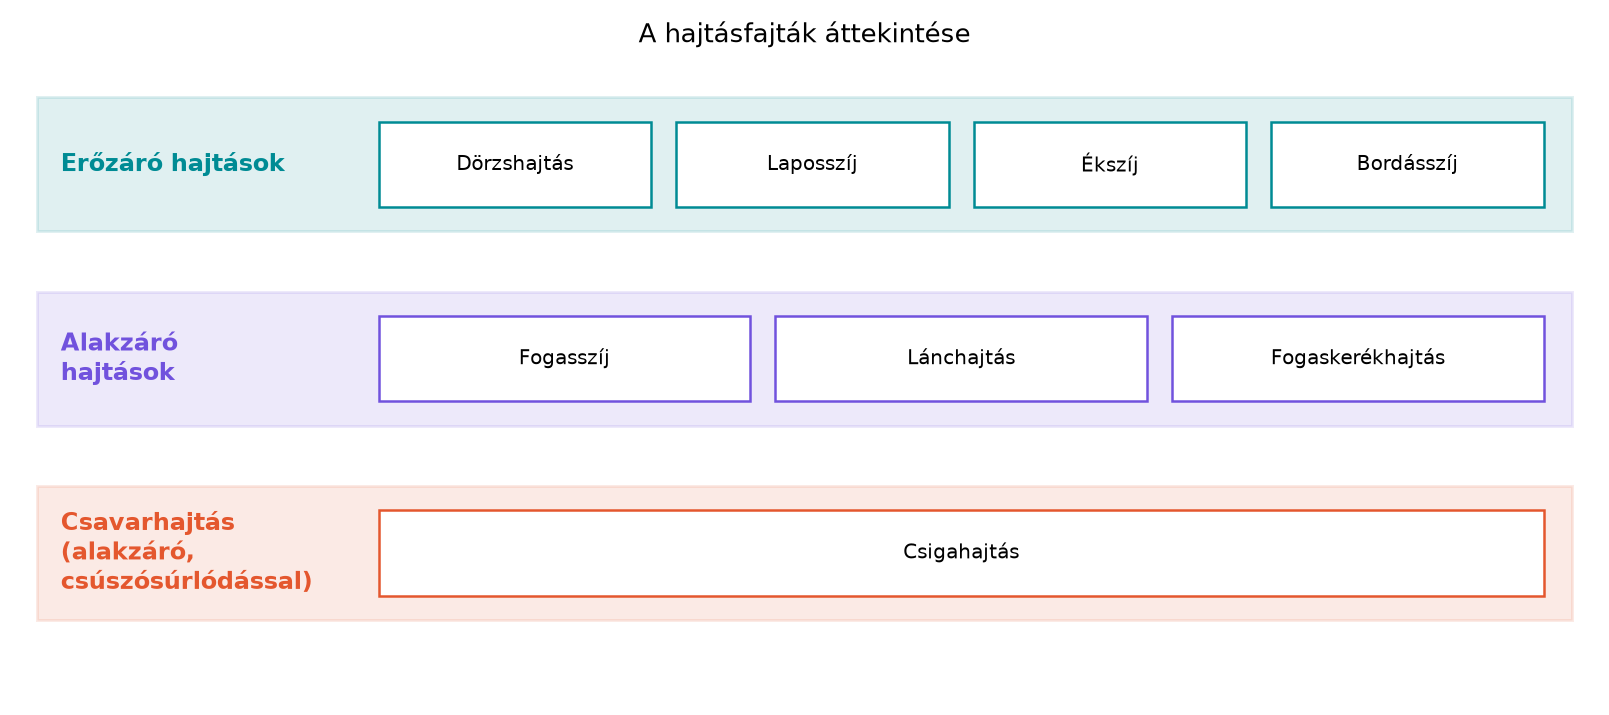 A hajtásfajták áttekintése
Erőzáró hajtások
Dörzshajtás
Laposszíj
Ékszíj
Bordásszíj
Alakzáró
hajtások
Fogasszíj
Lánchajtás
Fogaskerékhajtás
Csavarhajtás
(alakzáró,
csúszósúrlódással)
Csigahajtás